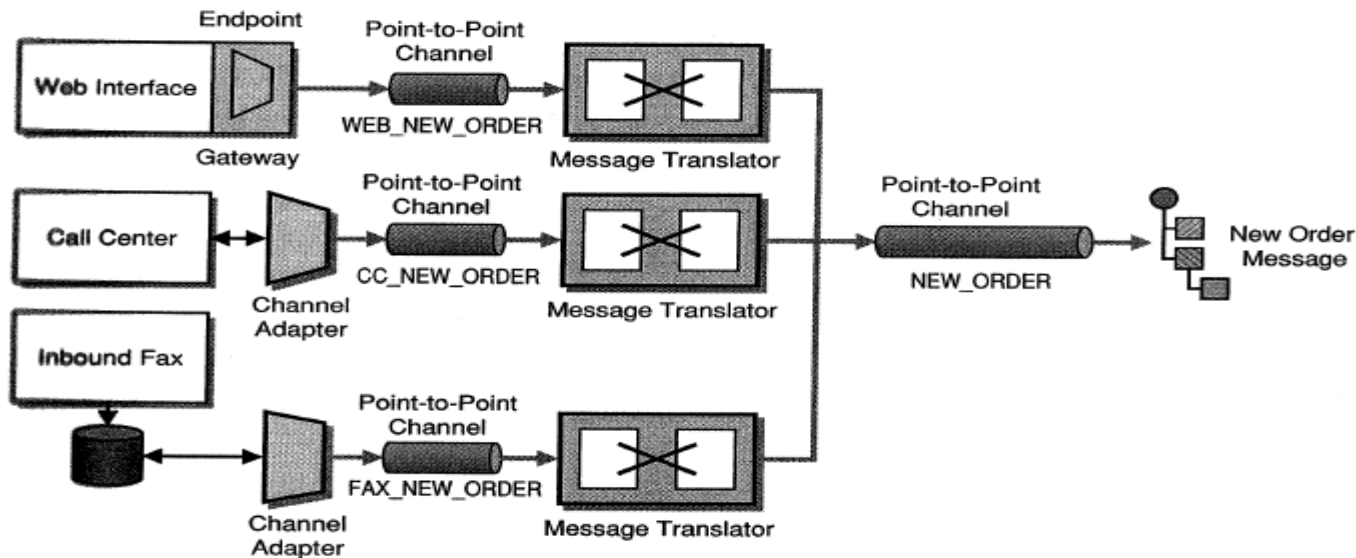 Endpoint
Web Interface
Gateway
Point-to-Point
Channel
WEB_NEW_ORDER
Message Translator
Call Center
Channel
Adapter
Point-to-Point
Channel
CC_NEW_ORDER
Message Translator
Point-to-Point
Channel
NEW_ORDER
New Order
Message
Inbound Fax
Channel
Adapter
Point-to-Point
Channel
FAX_NEW_ORDER
Message Translator